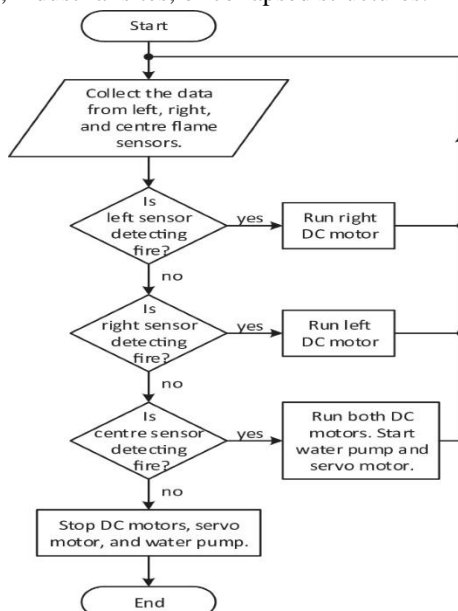 Start
Collect the data
from left, right,
and centre flame
sensors.
Is
left sensor
detecting
fire?
yes
Run right
DC motor
no
Is
right sensor
detecting
fire?
yes
Run left
DC motor
no
Is
centre sensor
detecting
fire?
yes
Run both DC
motors. Start
water pump and
servo motor.
no
Stop DC motors, servo
motor, and water pump.
End